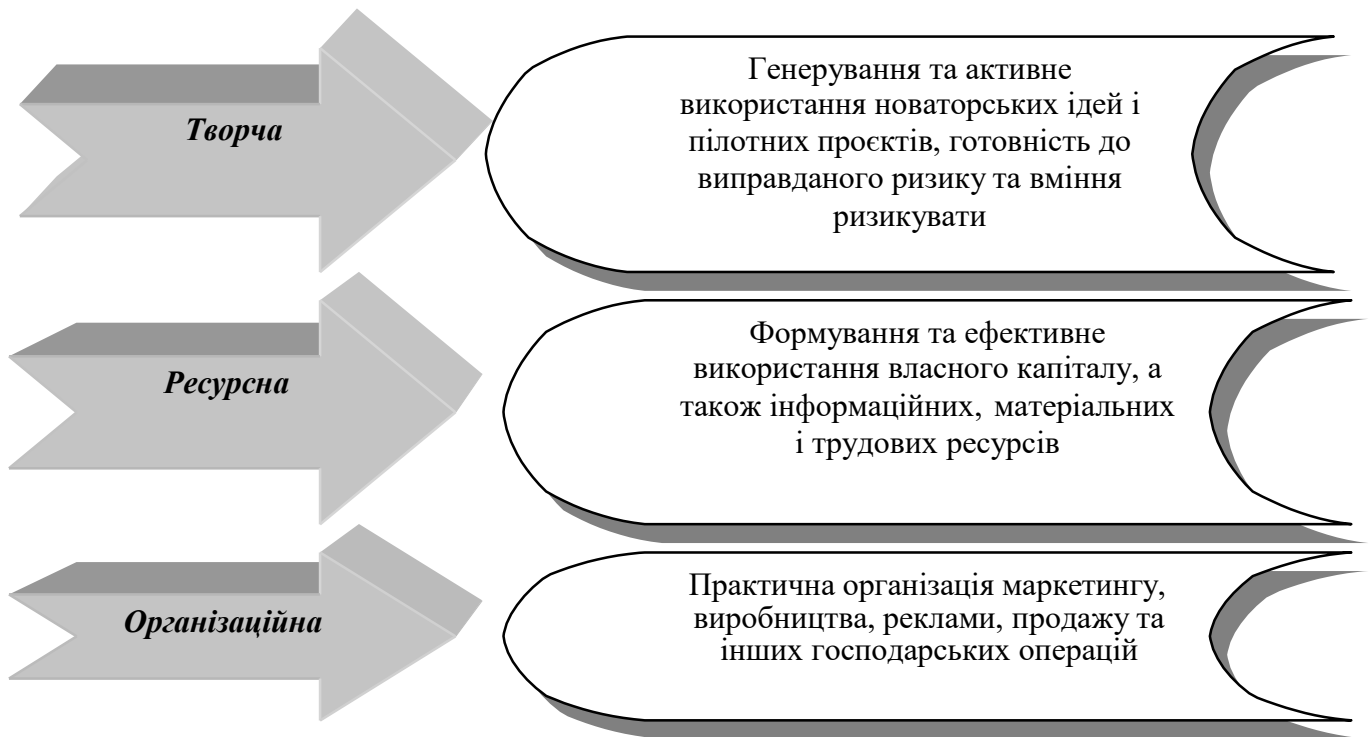 Творча
Генерування та активне
використання новаторських ідей і
пілотних проєктів, готовність до
виправданого ризику та вміння
ризикувати
Ресурсна
Формування та ефективне
використання власного капіталу, а
також інформаційних, матеріальних
і трудових ресурсів
Організаційна
Практична організація маркетингу,
виробництва, реклами, продажу та
інших господарських операцій